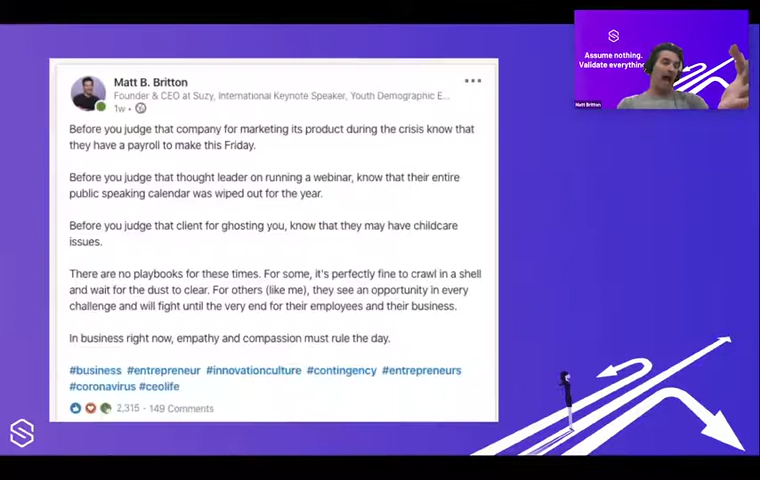 Matt B. Britton
Founder & CEO at Suzy, International Keynote Speaker, Youth Demographic E...
1w •
Before you judge that company for marketing its product during the crisis know that
they have a payroll to make this Friday.
Before you judge that thought leader on running a webinar, know that their entire
public speaking calendar was wiped out for the year.
Before you judge that client for ghosting you, know that they may have childcare
issues.
There are no playbooks for these times. For some, it's perfectly fine to crawl in a shell
and wait for the dust to clear. For others (like me), they see an opportunity in every
challenge and will fight until the very end for their employees and their business.
In business right now, empathy and compassion must rule the day.
#business #entrepreneur #innovationculture #contingency #entrepreneurs
#coronavirus #ceolife
2,315 · 149 Comments
Assume nothing.
Validate everything
Matt Britton